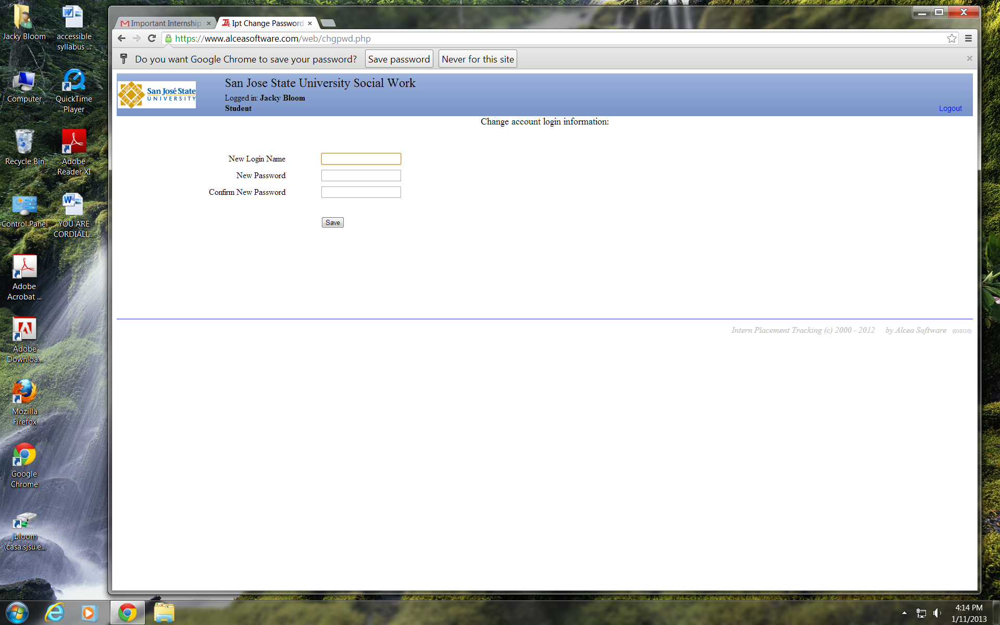 Jacky Bloom
accessible
syllabus ...
Computer
QuickTime
Player
Recycle Bin
Adobe
Reader XI
Control Panel
YOU ARE
CORDIALL...
Adobe
Acrobat ...
Adobe
Downloa...
Mozilla
Firefox
Google
Chrome
jbloom
(casa.sjsu.e...
Important Internship
Ipt Change Password
https://www.alceasoftware.com/web/chgpwd.php
Do you want Google Chrome to save your password? Save password Never for this site
San José State
UNIVERSITY
San Jose State University Social Work
Logged in: Jacky Bloom
Student
Logout
Change account login information:
New Login Name
New Password
Confirm New Password
Save
Intern Placement Tracking (c) 2000 - 2012 by Alcea Software (010510)
4:14 PM
1/11/2013